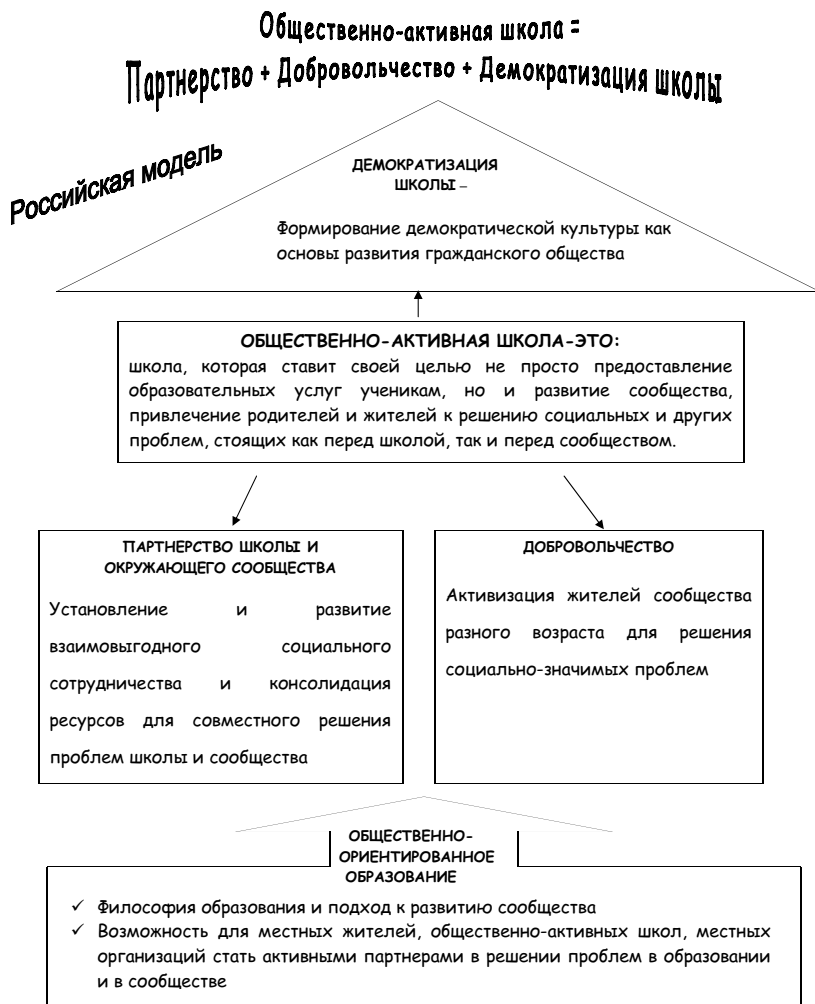 Общественно-активная школа =
Партнерство + Добровольчество + Демократизация школы
Российская модель
ДЕМОКРАТИЗАЦИЯ
ШКОЛЫ –
Формирование демократической культуры как
основы развития гражданского общества
ОБЩЕСТВЕННО-АКТИВНАЯ ШКОЛА-ЭТО:
школа, которая ставит своей целью не просто предоставление
образовательных услуг ученикам, но и развитие сообщества,
привлечение родителей и жителей к решению социальных и других
проблем, стоящих как перед школой, так и перед сообществом.
ПАРТНЕРСТВО ШКОЛЫ И
ОКРУЖАЮЩЕГО СООБЩЕСТВА
Установление и развитие
взаимовыгодного социального
сотрудничества и консолидация
ресурсов для совместного решения
проблем школы и сообщества
ДОБРОВОЛЬЧЕСТВО
Активизация жителей сообщества
разного возраста для решения
социально-значимых проблем
ОБЩЕСТВЕННО-
ОРИЕНТИРОВАННОЕ
ОБРАЗОВАНИЕ
✓ Философия образования и подход к развитию сообщества
✓ Возможность для местных жителей, общественно-активных школ, местных
организаций стать активными партнерами в решении проблем в образовании
и в сообществе